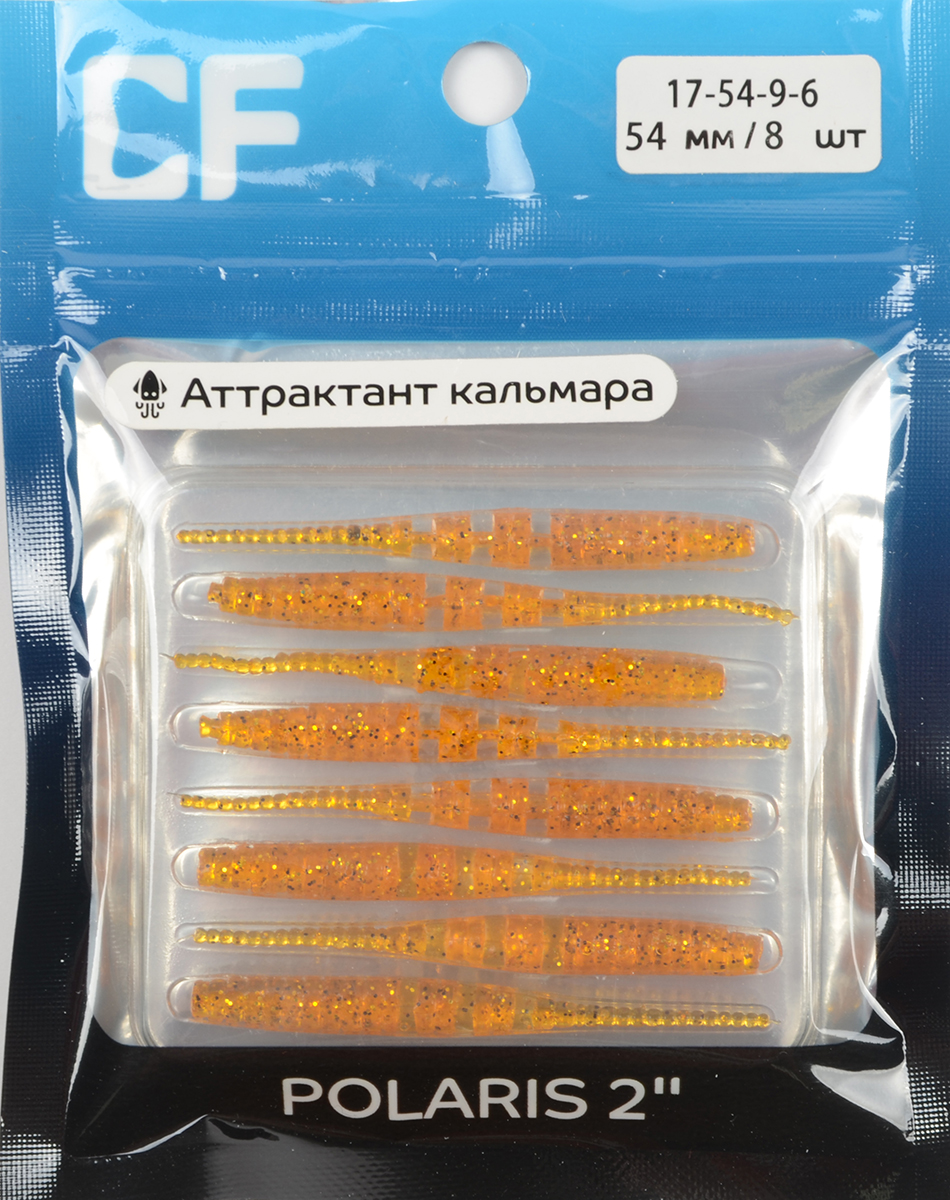 CF
17-54-9-6
54 мм / 8 шт
Аттрактант кальмара
POLARIS 2"